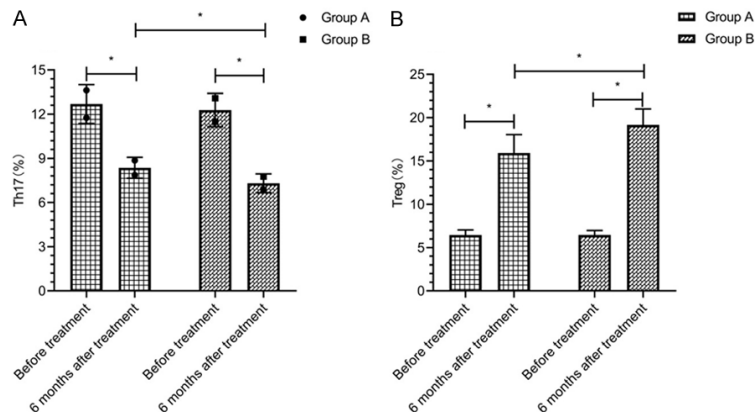 A
*
Group A
Group B
*
*
Th17(%)
15
12
9
6
3
0
Before treatment
6 months after treatment
Before treatment
6 months after treatment
B
Group A
Group B
*
*
*
Treg(%)
25
20
15
10
5
0
Before treatment
6 months after treatment
Before treatment
6 months after treatment